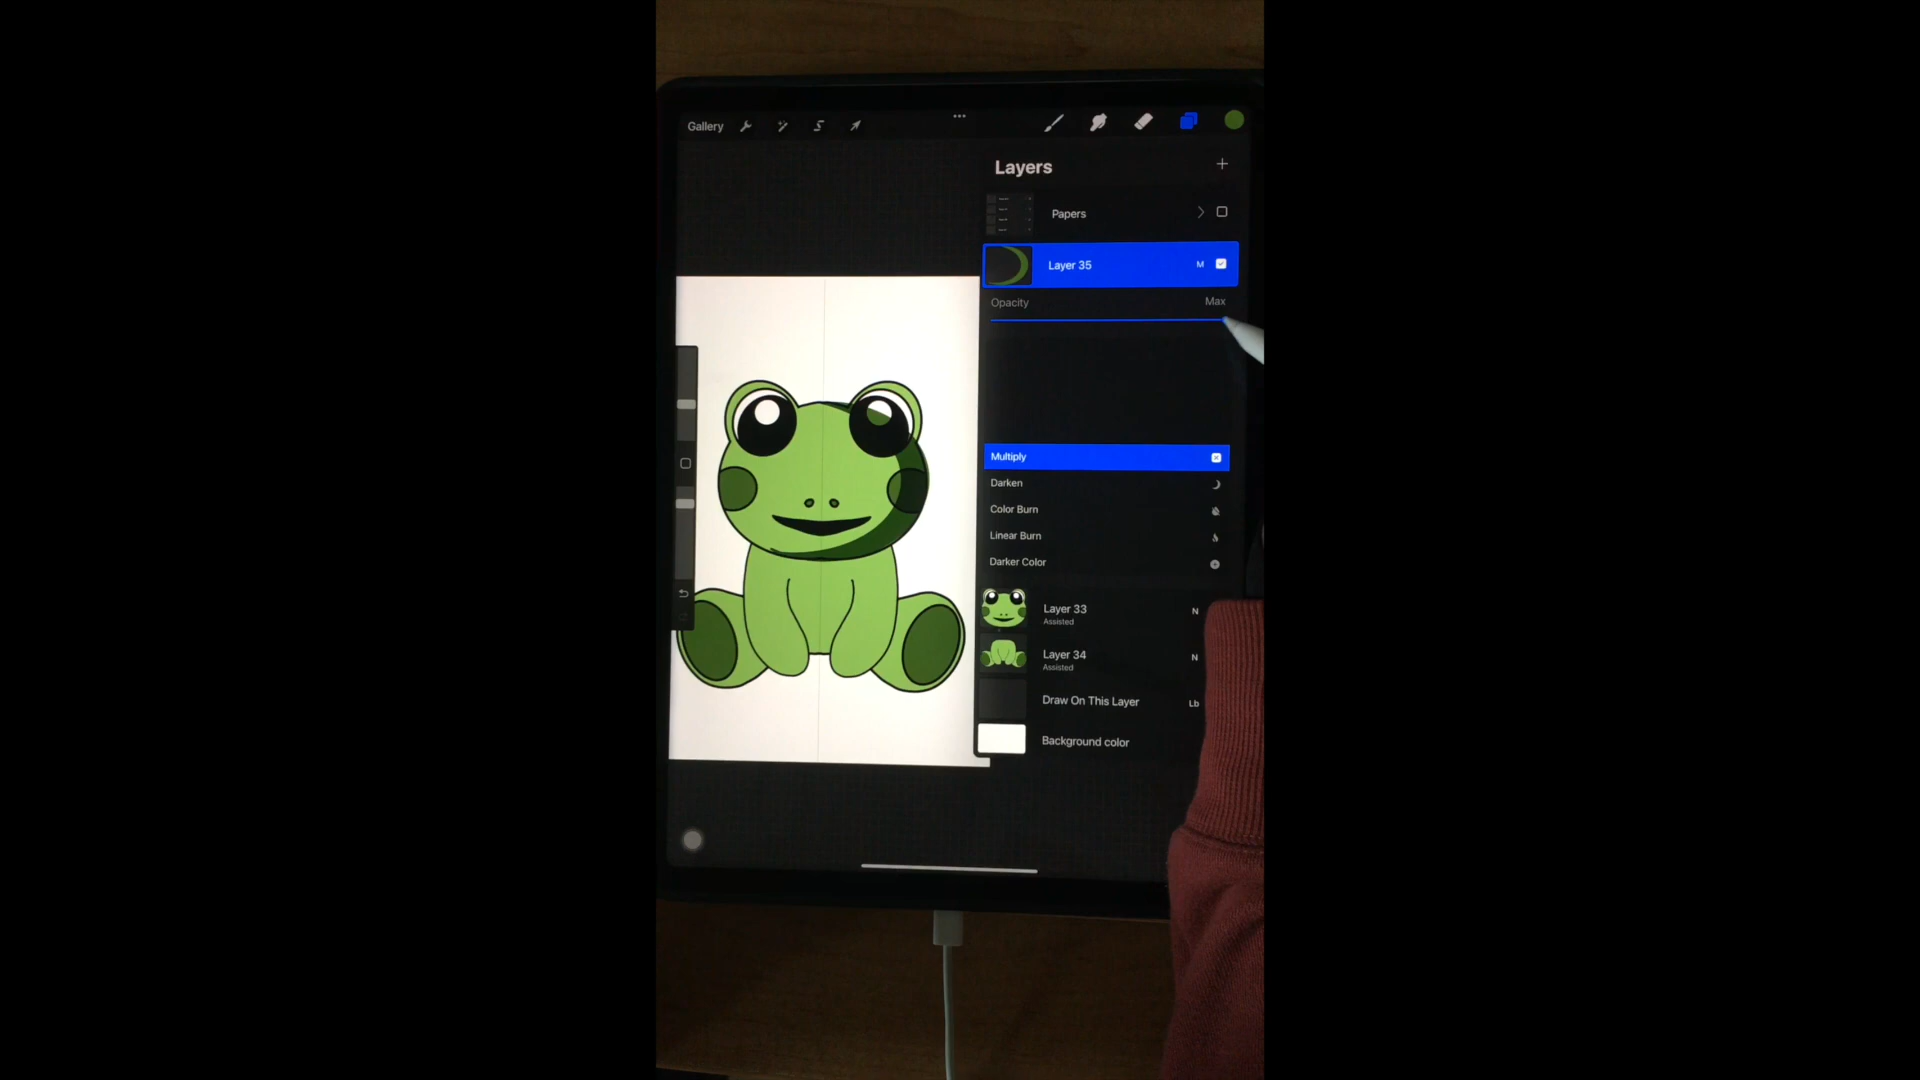 Gallery
Layers
Papers
Layer 35 M
Opacity Max
Multiply
Darken
Color Burn
Linear Burn
Darker Color
Layer 33 N
Assisted
Layer 34 N
Assisted
Draw On This Layer Lb
Background color